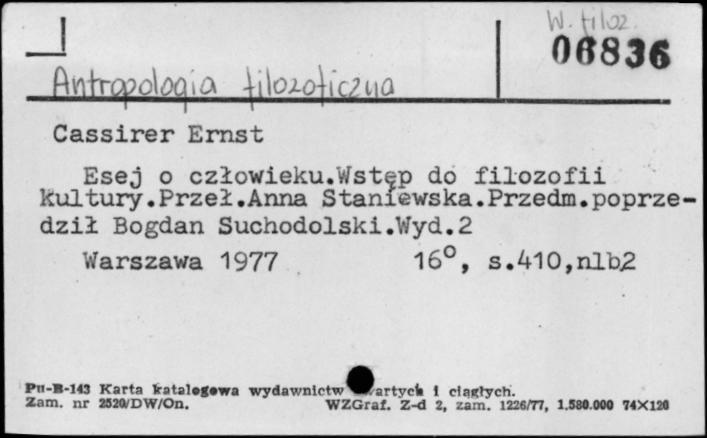 W. filoz.
06836
Antropologia filozoficzna
Cassirer Ernst
Esej o człowieku.Wstęp do filozofii
kultury.Przeł.Anna Staniewska.Przedm.poprze-
dził Bogdan Suchodolski.Wyd.2
Warszawa 1977 16°, s.410,nlb2
Pu-B-143 Karta katalogowa wydawnictw zwartych i ciągłych.
Zam. nr 2520/DW/On. WZGraf. Z-d 2, zam. 1226/77, 1.580.000 74X120